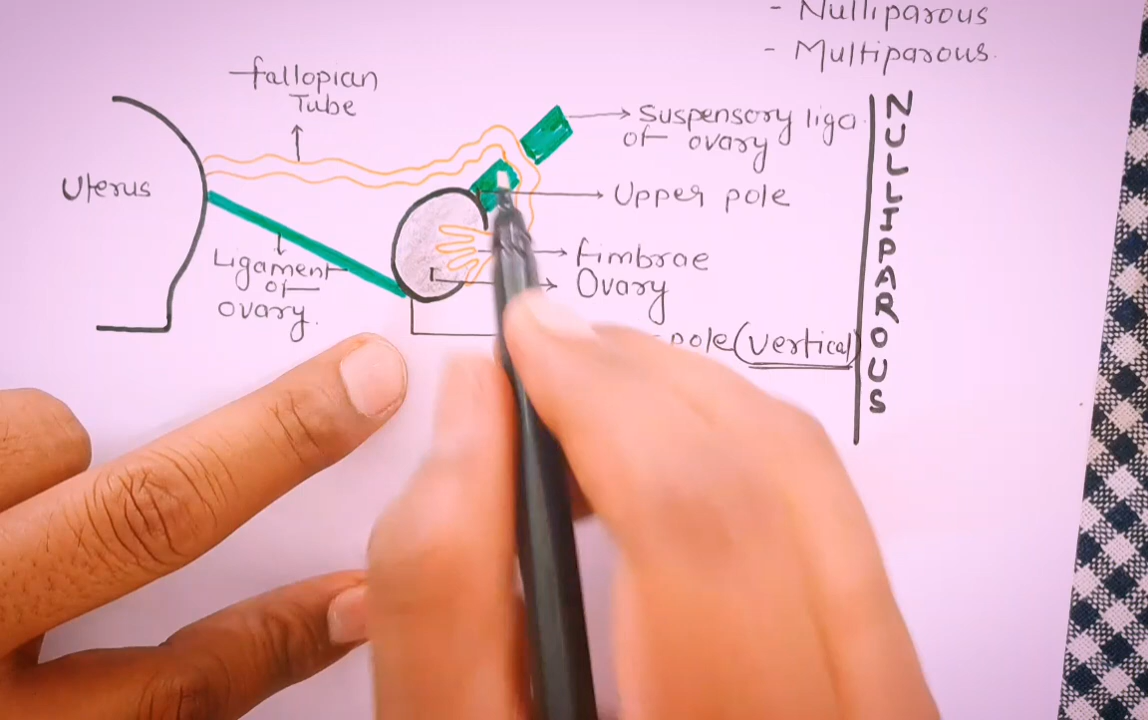 - Nulliparous
- Multiparous.
fallopian
Tube
Suspensory liga
of ovary
Uterus
Upper pole
Ligament
of
ovary.
fimbrae
Ovary
pole (vertical)
NULLIPAROUS